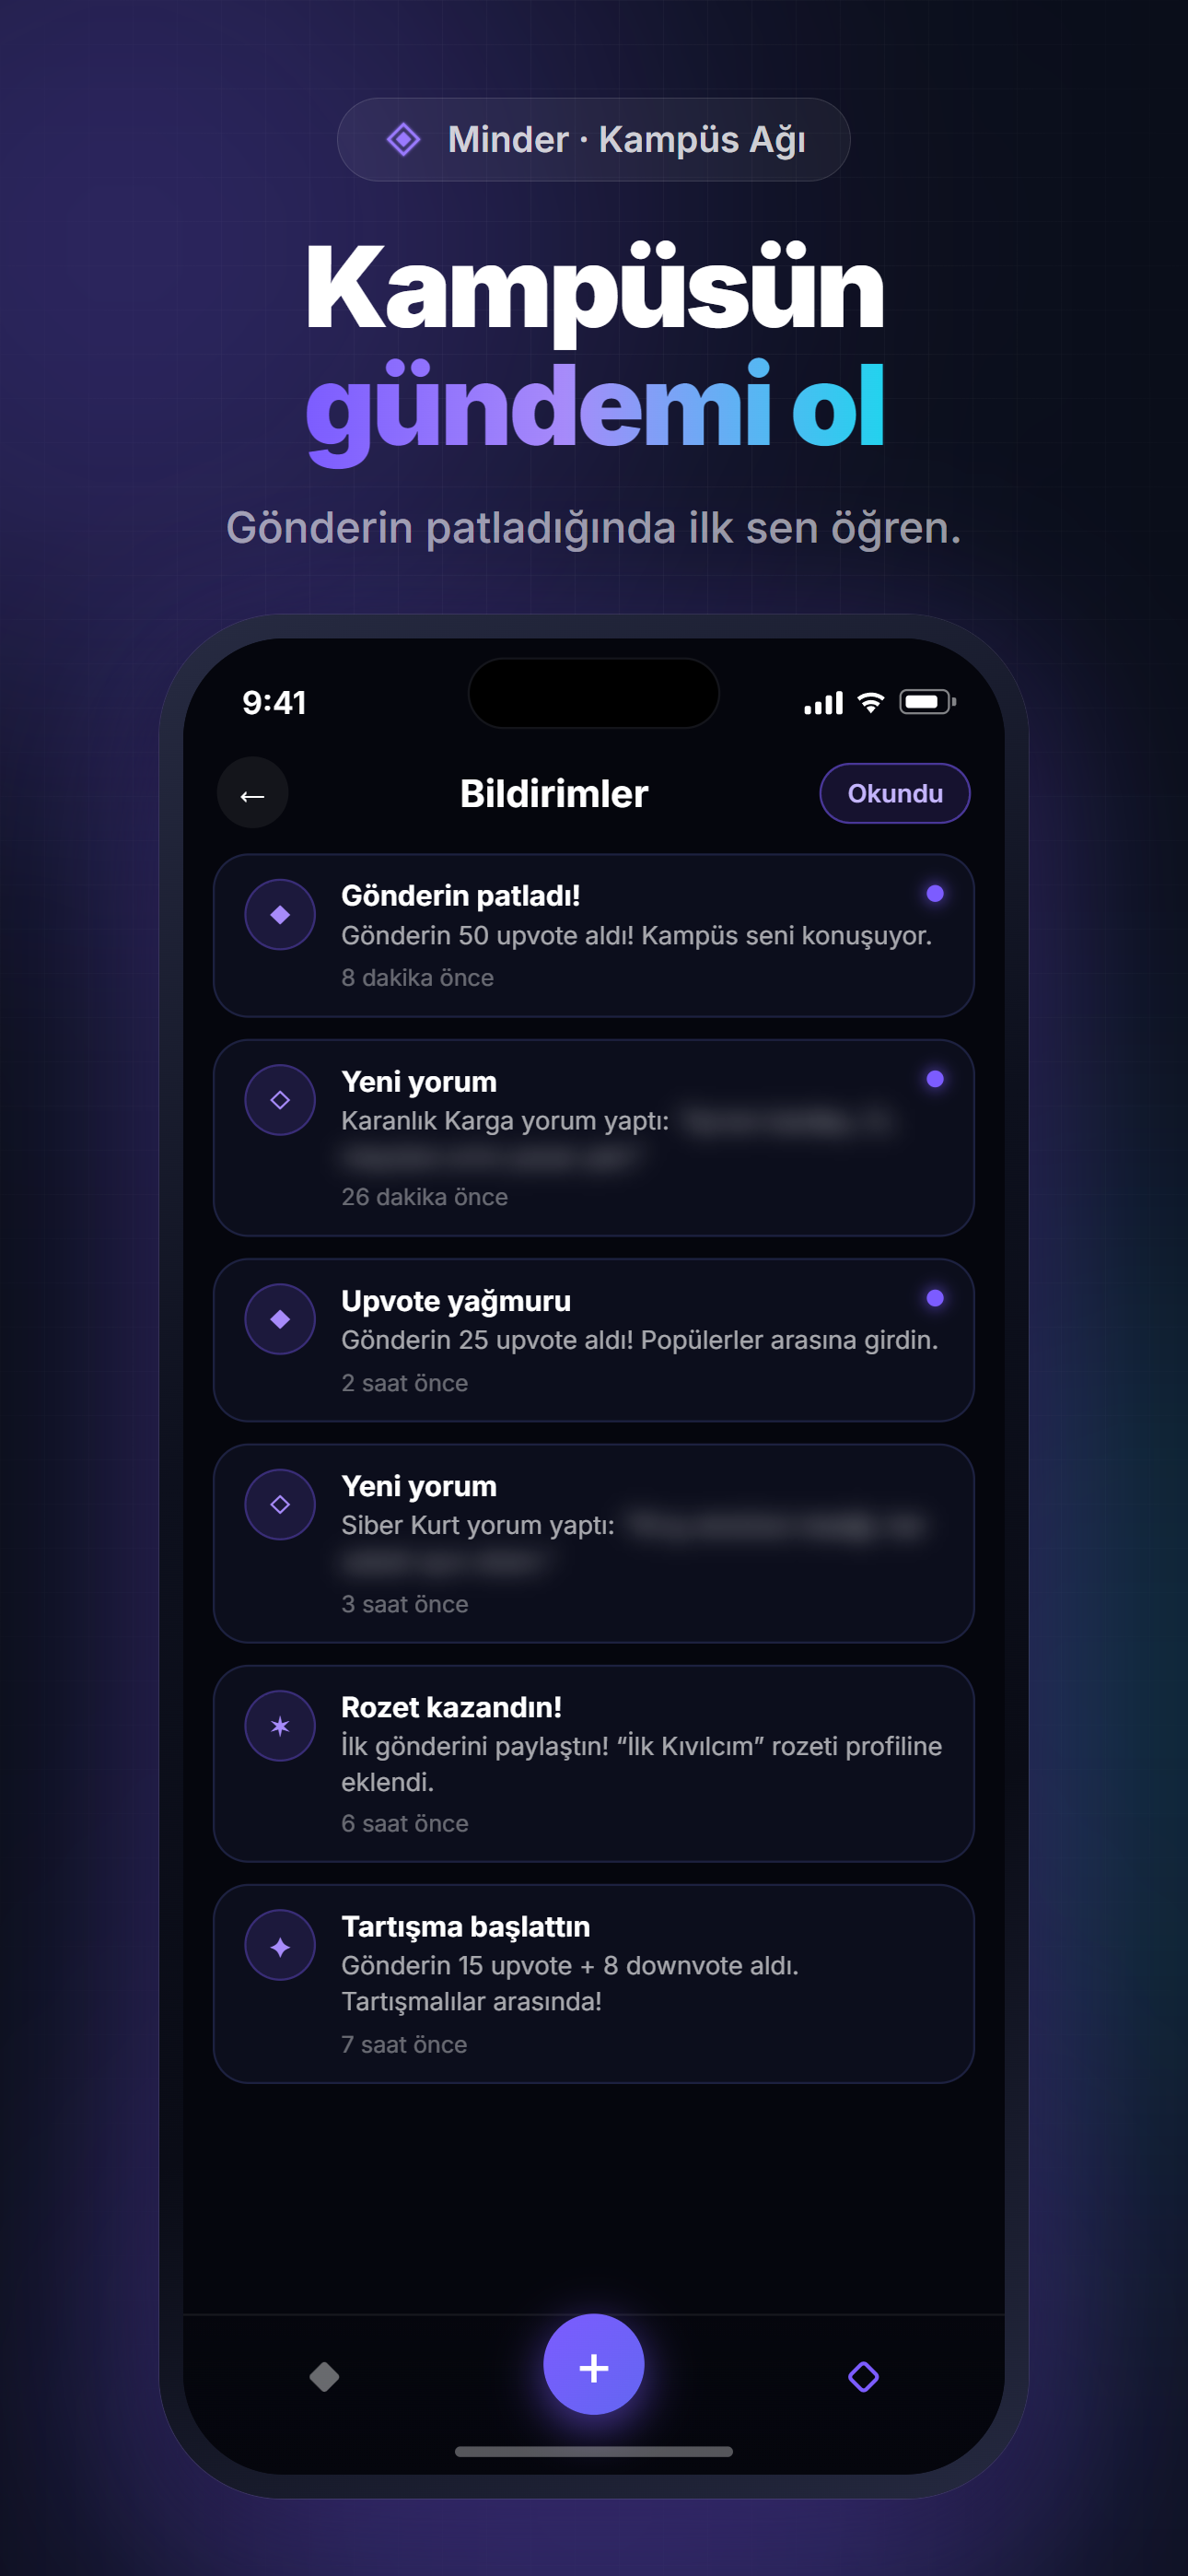 Minder · Kampüs Ağı
Kampüsün
gündemi ol
Gönderin patladığında ilk sen öğren.
9:41
←
Bildirimler
Okundu
Gönderin patladı!
Gönderin 50 upvote aldı! Kampüs seni konuşuyor.
8 dakika önce
Yeni yorum
Karanlık Karga yorum yaptı:
26 dakika önce
Upvote yağmuru
Gönderin 25 upvote aldı! Popülerler arasına girdin.
2 saat önce
Yeni yorum
Siber Kurt yorum yaptı:
3 saat önce
Rozet kazandın!
İlk gönderini paylaştın! “İlk Kıvılcım” rozeti profiline
eklendi.
6 saat önce
Tartışma başlattın
Gönderin 15 upvote + 8 downvote aldı.
Tartışmalılar arasında!
7 saat önce
+